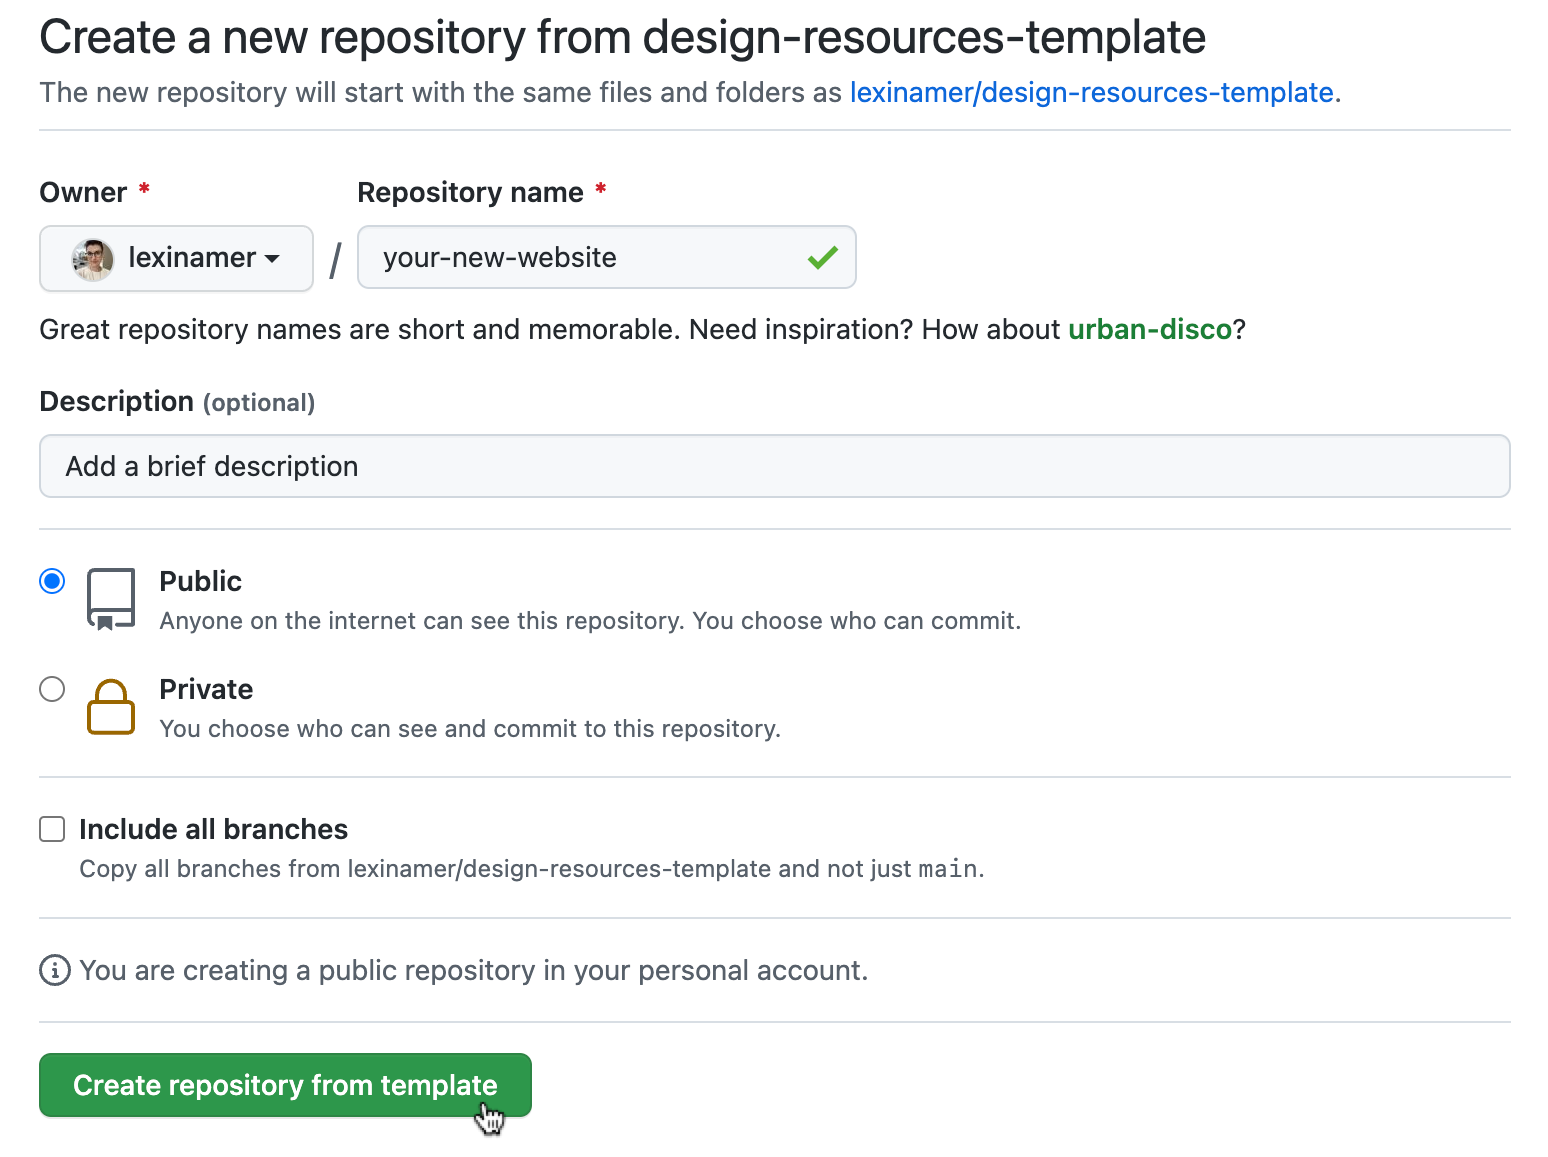 Create a new repository from design-resources-template
The new repository will start with the same files and folders as lexinamer/design-resources-template.
Owner * Repository name *
lexinamer / your-new-website
Great repository names are short and memorable. Need inspiration? How about urban-disco?
Description (optional)
Add a brief description
Public
Anyone on the internet can see this repository. You choose who can commit.
Private
You choose who can see and commit to this repository.
Include all branches
Copy all branches from lexinamer/design-resources-template and not just main.
You are creating a public repository in your personal account.
Create repository from template